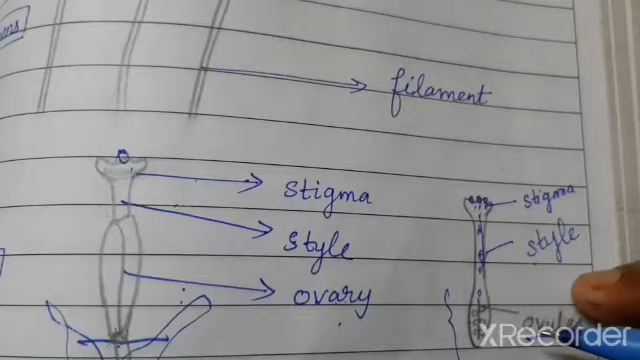 filament
stigma
style
ovary
stigma
style
XRecorder